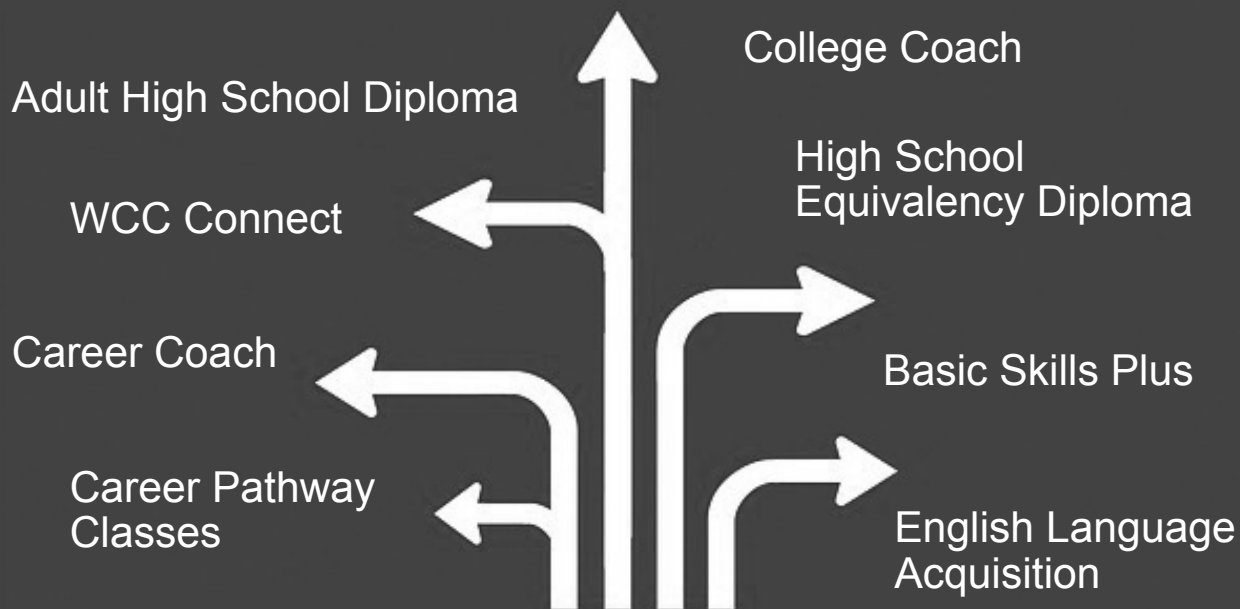 College Coach
Adult High School Diploma
High School
Equivalency Diploma
WCC Connect
Career Coach
Basic Skills Plus
Career Pathway
Classes
English Language
Acquisition